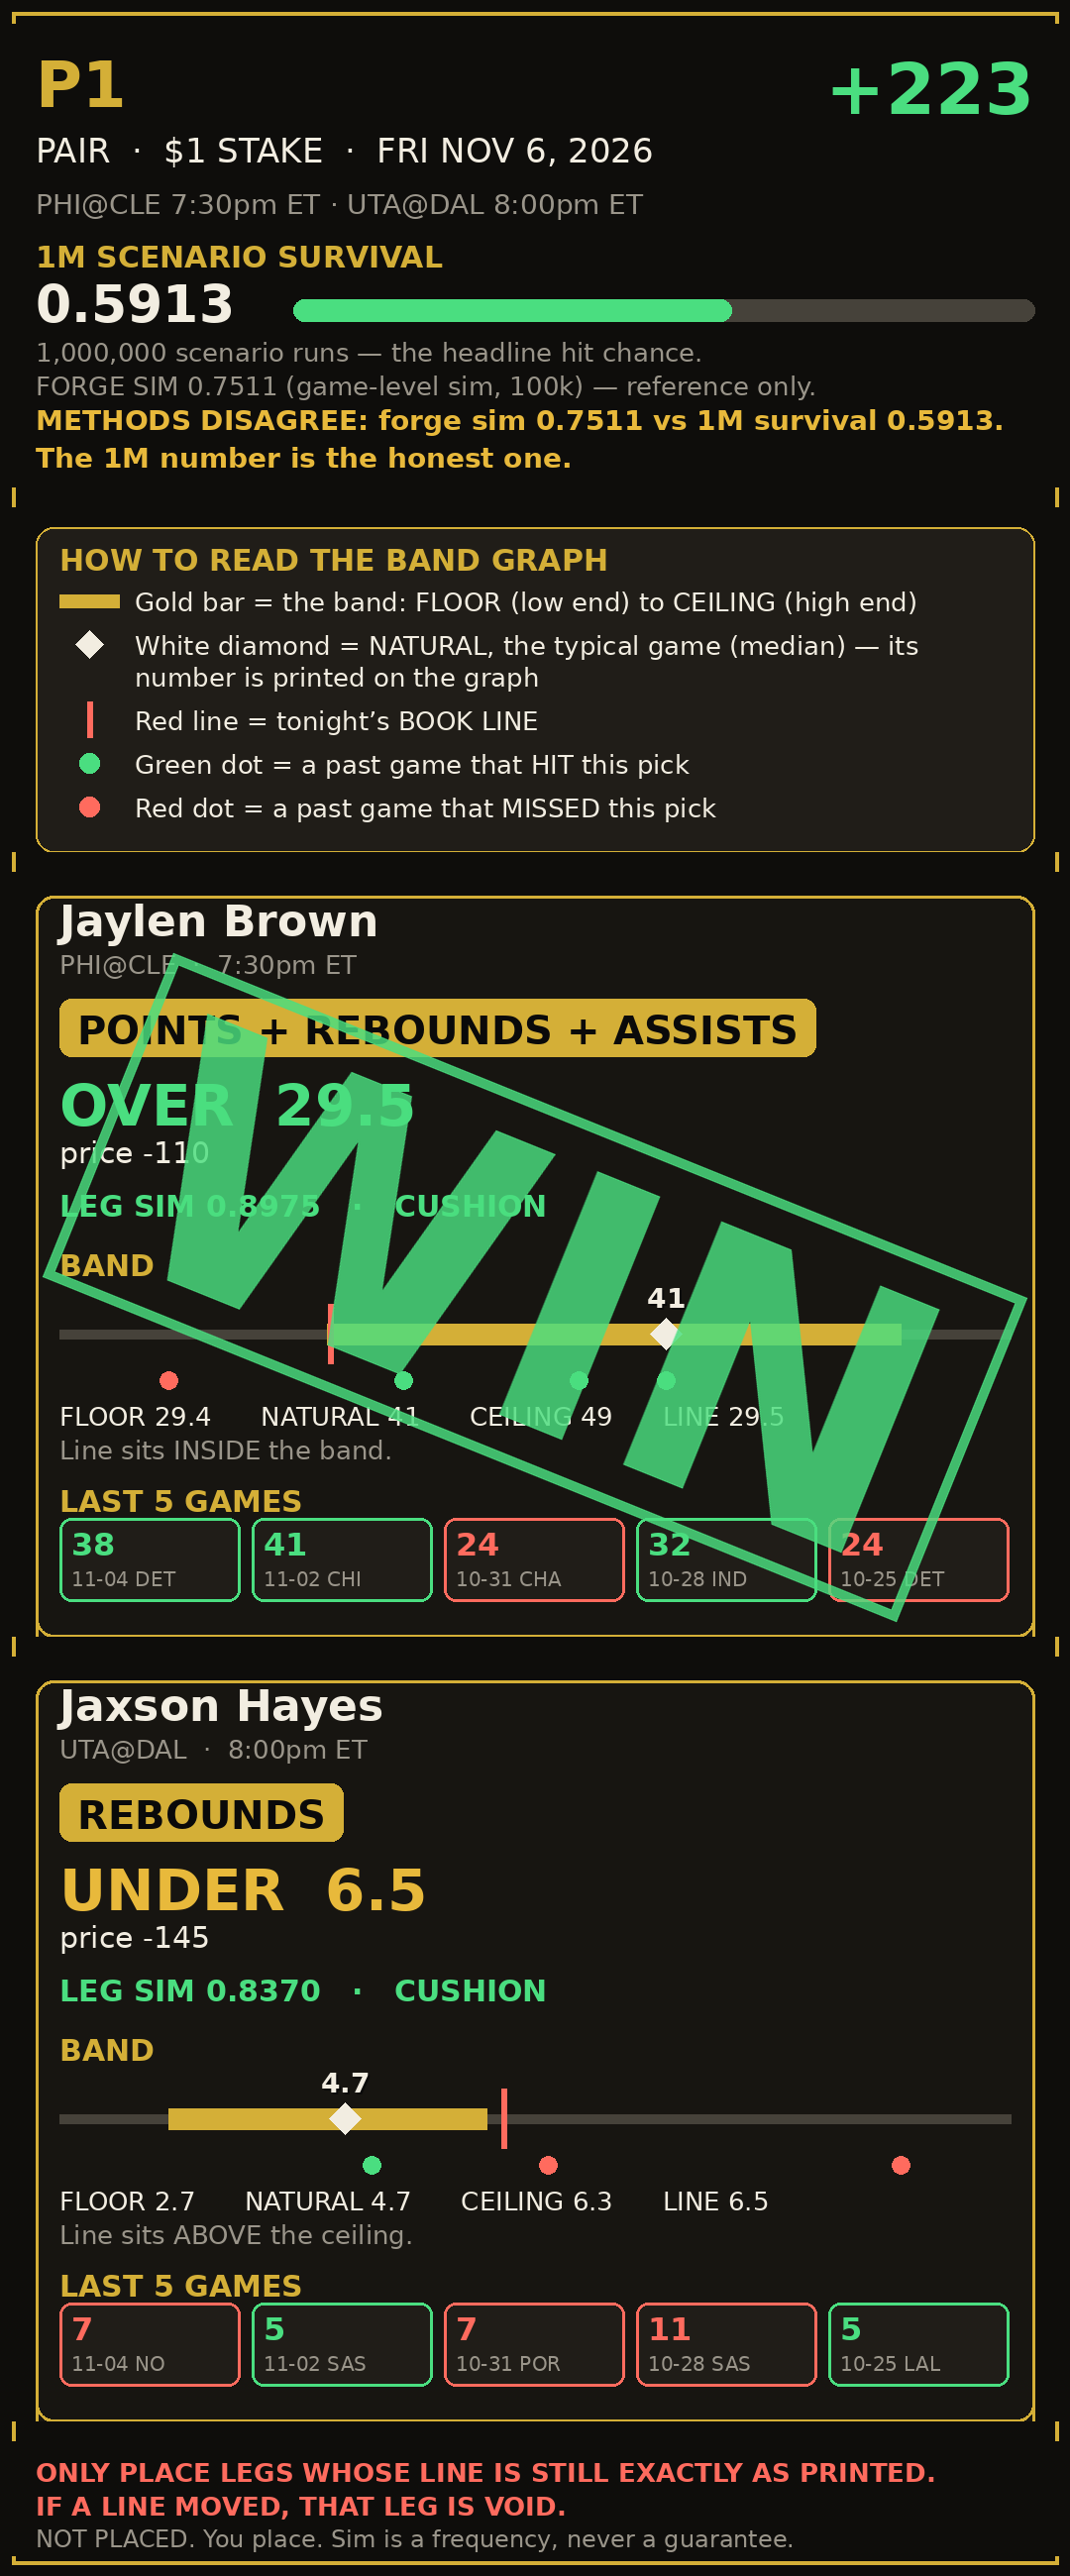 P1
+223
PAIR · $1 STAKE · FRI NOV 6, 2026
PHI@CLE 7:30pm ET · UTA@DAL 8:00pm ET
1M SCENARIO SURVIVAL
0.5913
1,000,000 scenario runs — the headline hit chance.
FORGE SIM 0.7511 (game-level sim, 100k) — reference only.
METHODS DISAGREE: forge sim 0.7511 vs 1M survival 0.5913.
The 1M number is the honest one.
HOW TO READ THE BAND GRAPH
Gold bar = the band: FLOOR (low end) to CEILING (high end)
White diamond = NATURAL, the typical game (median) — its
number is printed on the graph
Red line = tonight’s BOOK LINE
Green dot = a past game that HIT this pick
Red dot = a past game that MISSED this pick
Jaylen Brown
PHI@CLE · 7:30pm ET
POINTS + REBOUNDS + ASSISTS
OVER 29.5
price -110
LEG SIM 0.8975 · CUSHION
BAND
WIN
41
FLOOR 29.4 NATURAL 41 CEILING 49 LINE 29.5
Line sits INSIDE the band.
LAST 5 GAMES
38 41 24 32 24
11-04 DET 11-02 CHI 10-31 CHA 10-28 IND 10-25 DET
Jaxson Hayes
UTA@DAL · 8:00pm ET
REBOUNDS
UNDER 6.5
price -145
LEG SIM 0.8370 · CUSHION
BAND
4.7
FLOOR 2.7 NATURAL 4.7 CEILING 6.3 LINE 6.5
Line sits ABOVE the ceiling.
LAST 5 GAMES
7 5 7 11 5
11-04 NO 11-02 SAS 10-31 POR 10-28 SAS 10-25 LAL
ONLY PLACE LEGS WHOSE LINE IS STILL EXACTLY AS PRINTED.
IF A LINE MOVED, THAT LEG IS VOID.
NOT PLACED. You place. Sim is a frequency, never a guarantee.